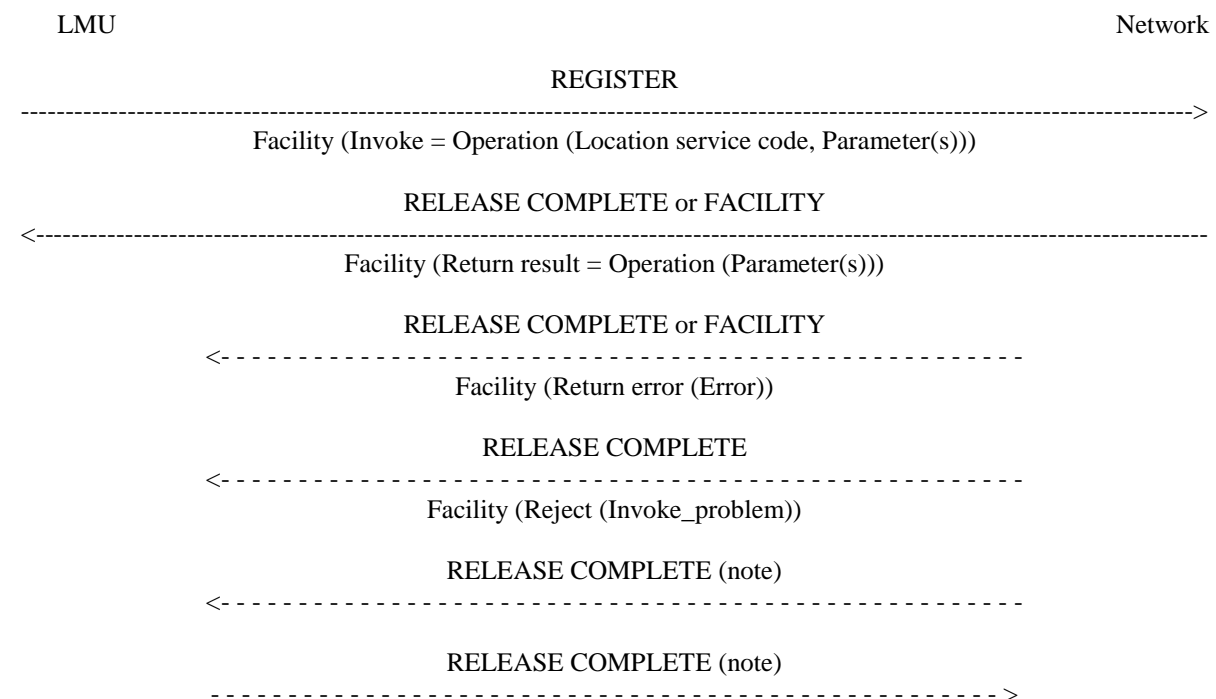 LMU Network
REGISTER
------------------------------------------------------------------------------------------------------------------------------------>
Facility (Invoke = Operation (Location service code, Parameter(s)))
RELEASE COMPLETE or FACILITY
<------------------------------------------------------------------------------------------------------------------------------------
Facility (Return result = Operation (Parameter(s)))
RELEASE COMPLETE or FACILITY
<- - - - - - - - - - - - - - - - - - - - - - - - - - - - - - - - - - - - - - - - - - - - - - - - - - - -
Facility (Return error (Error))
RELEASE COMPLETE
<- - - - - - - - - - - - - - - - - - - - - - - - - - - - - - - - - - - - - - - - - - - - - - - - - - - -
Facility (Reject (Invoke_problem))
RELEASE COMPLETE (note)
<- - - - - - - - - - - - - - - - - - - - - - - - - - - - - - - - - - - - - - - - - - - - - - - - - - - -
RELEASE COMPLETE (note)
- - - - - - - - - - - - - - - - - - - - - - - - - - - - - - - - - - - - - - - - - - - - - - - - - - - >